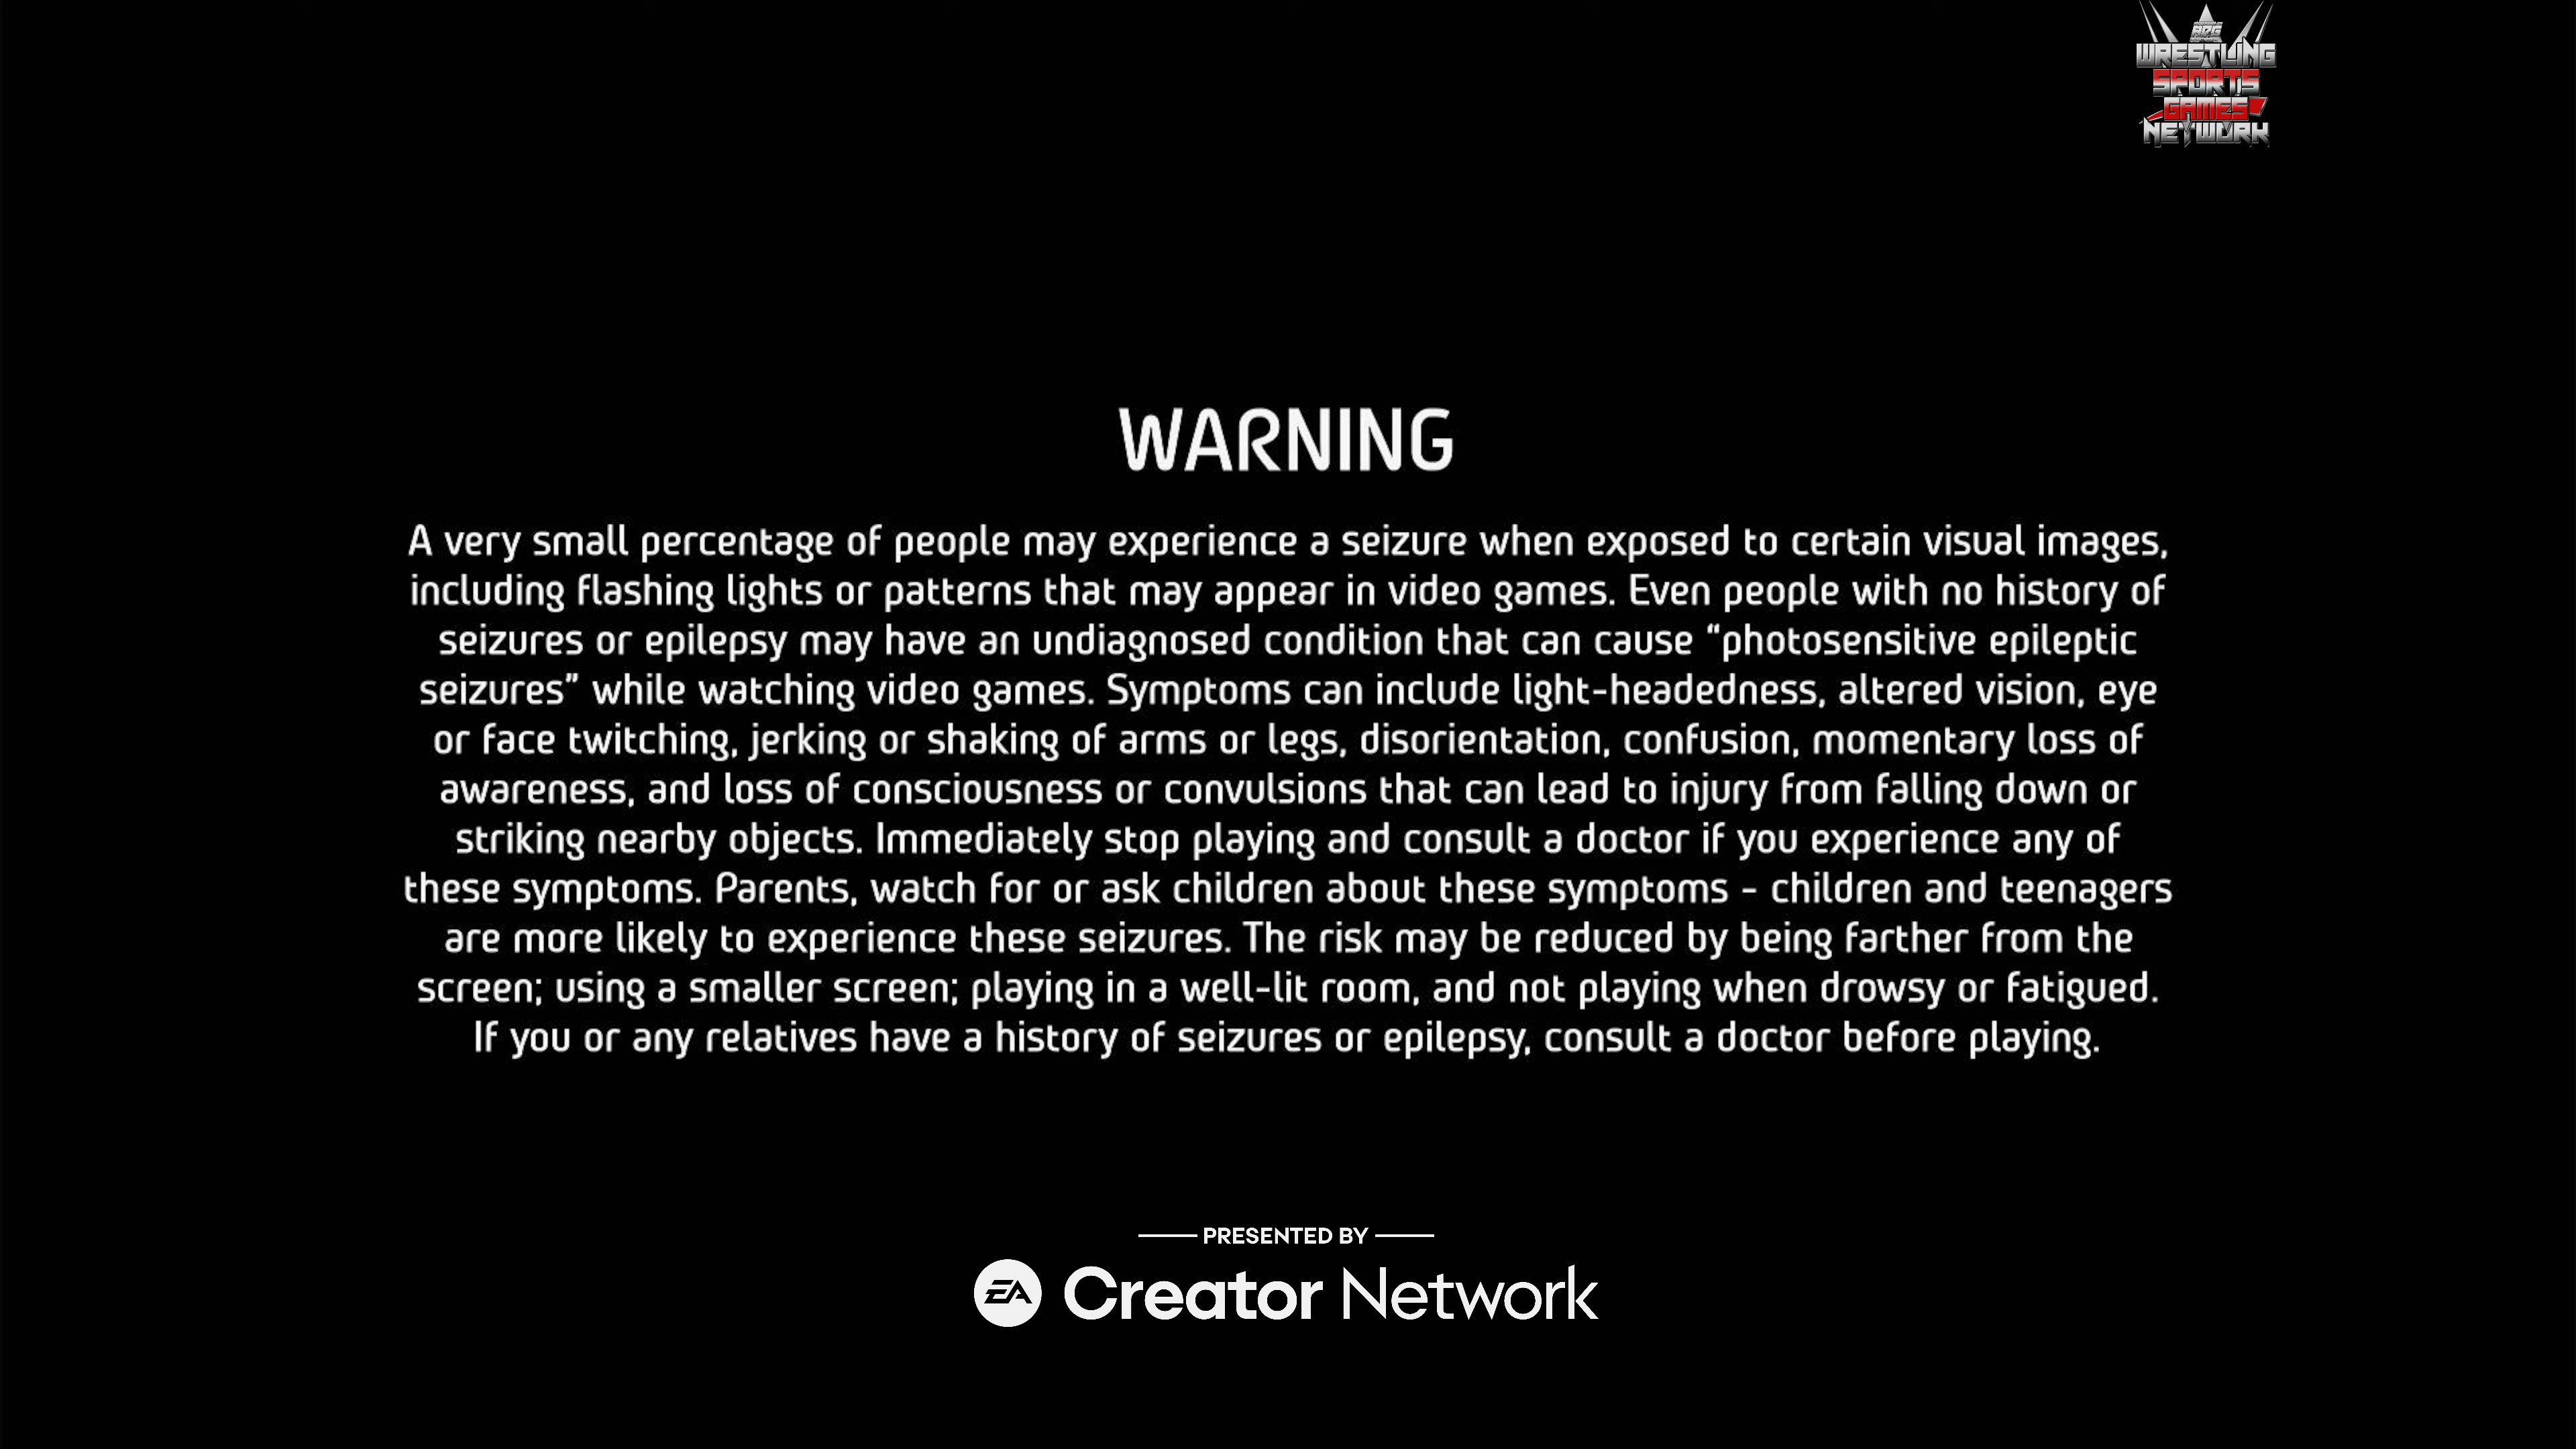 ARG
WRESTLING
SPORTS
GAMES
NETWORK
WARNING
A very small percentage of people may experience a seizure when exposed to certain visual images,
including flashing lights or patterns that may appear in video games. Even people with no history of
seizures or epilepsy may have an undiagnosed condition that can cause “photosensitive epileptic
seizures” while watching video games. Symptoms can include light-headedness, altered vision, eye
or face twitching, jerking or shaking of arms or legs, disorientation, confusion, momentary loss of
awareness, and loss of consciousness or convulsions that can lead to injury from falling down or
striking nearby objects. Immediately stop playing and consult a doctor if you experience any of
these symptoms. Parents, watch for or ask children about these symptoms - children and teenagers
are more likely to experience these seizures. The risk may be reduced by being farther from the
screen; using a smaller screen; playing in a well-lit room, and not playing when drowsy or fatigued.
If you or any relatives have a history of seizures or epilepsy, consult a doctor before playing.
PRESENTED BY
EA Creator Network